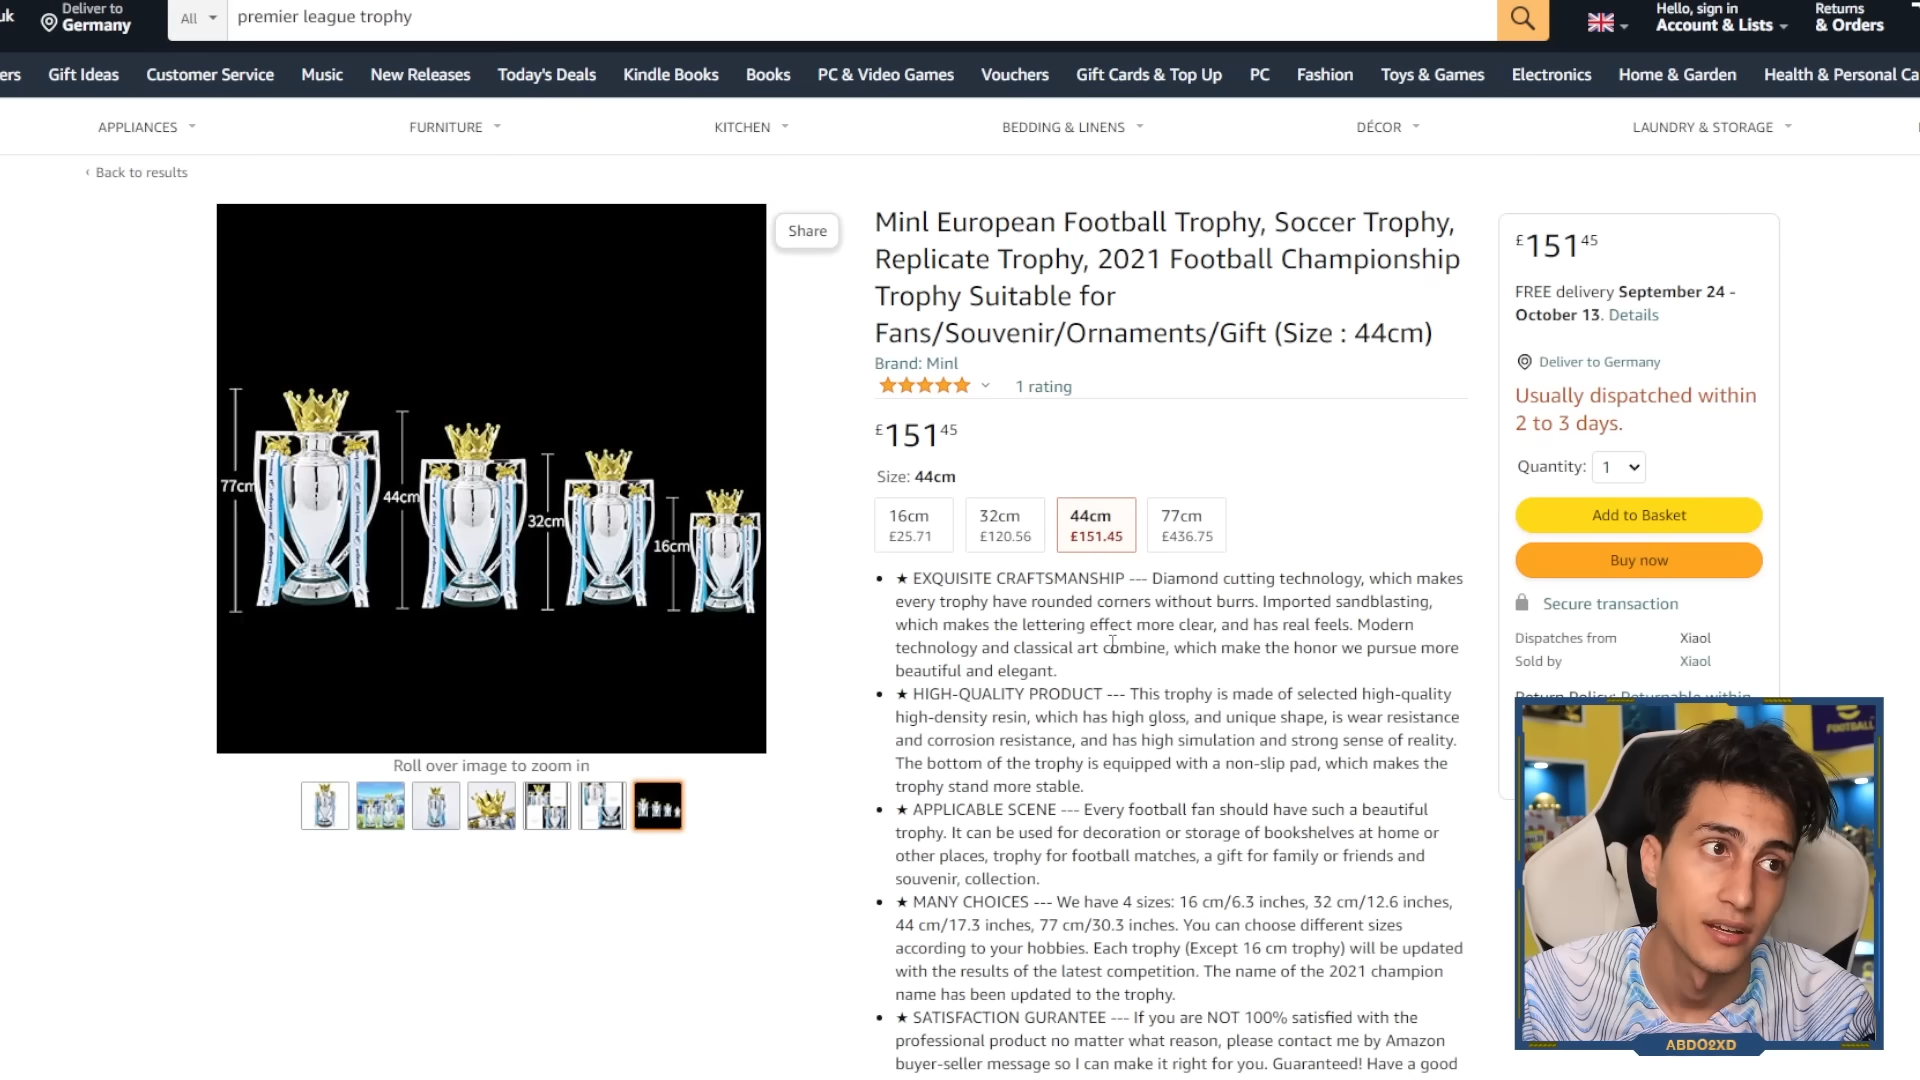 uk
Deliver to
Germany
All
premier league trophy
Hello, sign in
Account & Lists
Returns
& Orders
ers
Gift Ideas
Customer Service
Music
New Releases
Today's Deals
Kindle Books
Books
PC & Video Games
Vouchers
Gift Cards & Top Up
PC
Fashion
Toys & Games
Electronics
Home & Garden
Health & Personal Ca
APPLIANCES
FURNITURE
KITCHEN
BEDDING & LINENS
DÉCOR
LAUNDRY & STORAGE
‹ Back to results
77cm
44cm
32cm
16cm
Roll over image to zoom in
Share
Minl European Football Trophy, Soccer Trophy,
Replicate Trophy, 2021 Football Championship
Trophy Suitable for
Fans/Souvenir/Ornaments/Gift (Size : 44cm)
Brand: Minl
1 rating
£151.45
Size: 44cm
16cm
£25.71
32cm
£120.56
44cm
£151.45
77cm
£436.75
• ★ EXQUISITE CRAFTSMANSHIP --- Diamond cutting technology, which makes
every trophy have rounded corners without burrs. Imported sandblasting,
which makes the lettering effect more clear, and has real feels. Modern
technology and classical art combine, which make the honor we pursue more
beautiful and elegant.
• ★ HIGH-QUALITY PRODUCT --- This trophy is made of selected high-quality
high-density resin, which has high gloss, and unique shape, is wear resistance
and corrosion resistance, and has high simulation and strong sense of reality.
The bottom of the trophy is equipped with a non-slip pad, which makes the
trophy stand more stable.
• ★ APPLICABLE SCENE --- Every football fan should have such a beautiful
trophy. It can be used for decoration or storage of bookshelves at home or
other places, trophy for football matches, a gift for family or friends and
souvenir, collection.
• ★ MANY CHOICES --- We have 4 sizes: 16 cm/6.3 inches, 32 cm/12.6 inches,
44 cm/17.3 inches, 77 cm/30.3 inches. You can choose different sizes
according to your hobbies. Each trophy (Except 16 cm trophy) will be updated
with the results of the latest competition. The name of the 2021 champion
name has been updated to the trophy.
• ★ SATISFACTION GURANTEE --- If you are NOT 100% satisfied with the
professional product no matter what reason, please contact me by Amazon
buyer-seller message so I can make it right for you. Guaranteed! Have a good
£151 45
FREE delivery September 24 -
October 13. Details
Deliver to Germany
Usually dispatched within
2 to 3 days.
Quantity: 1
Add to Basket
Buy now
Secure transaction
Dispatches from Xiaol
Sold by Xiaol
Return Policy: Returnable within
FOOTBALL
ABDO2XD